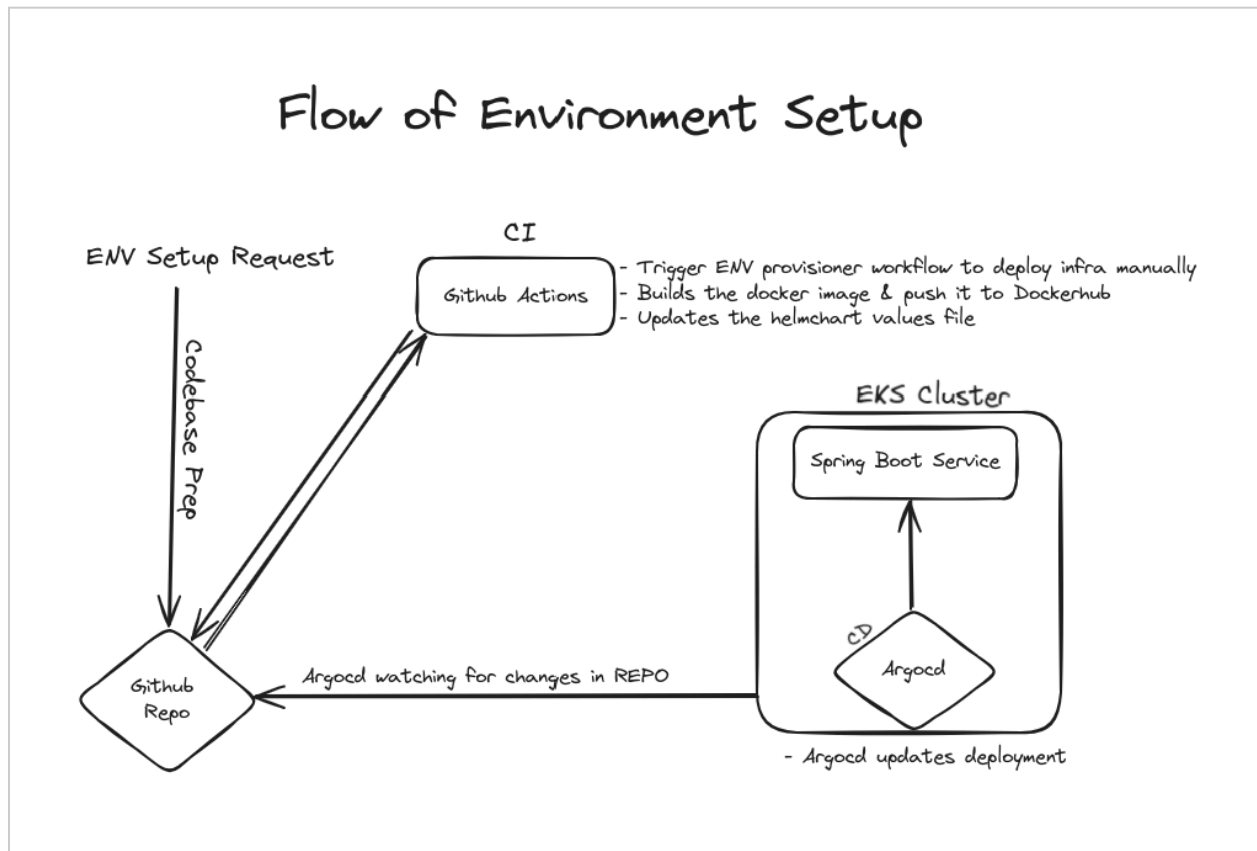 Flow of Environment Setup
CI
ENV Setup Request
Github Actions
- Trigger ENV provisioner workflow to deploy infra manually
- Builds the docker image & push it to Dockerhub
- Updates the helmchart values file
Codebase Prep
EKS Cluster
Spring Boot Service
CD
Argocd
Argocd watching for changes in REPO
Github
Repo
- Argocd updates deployment